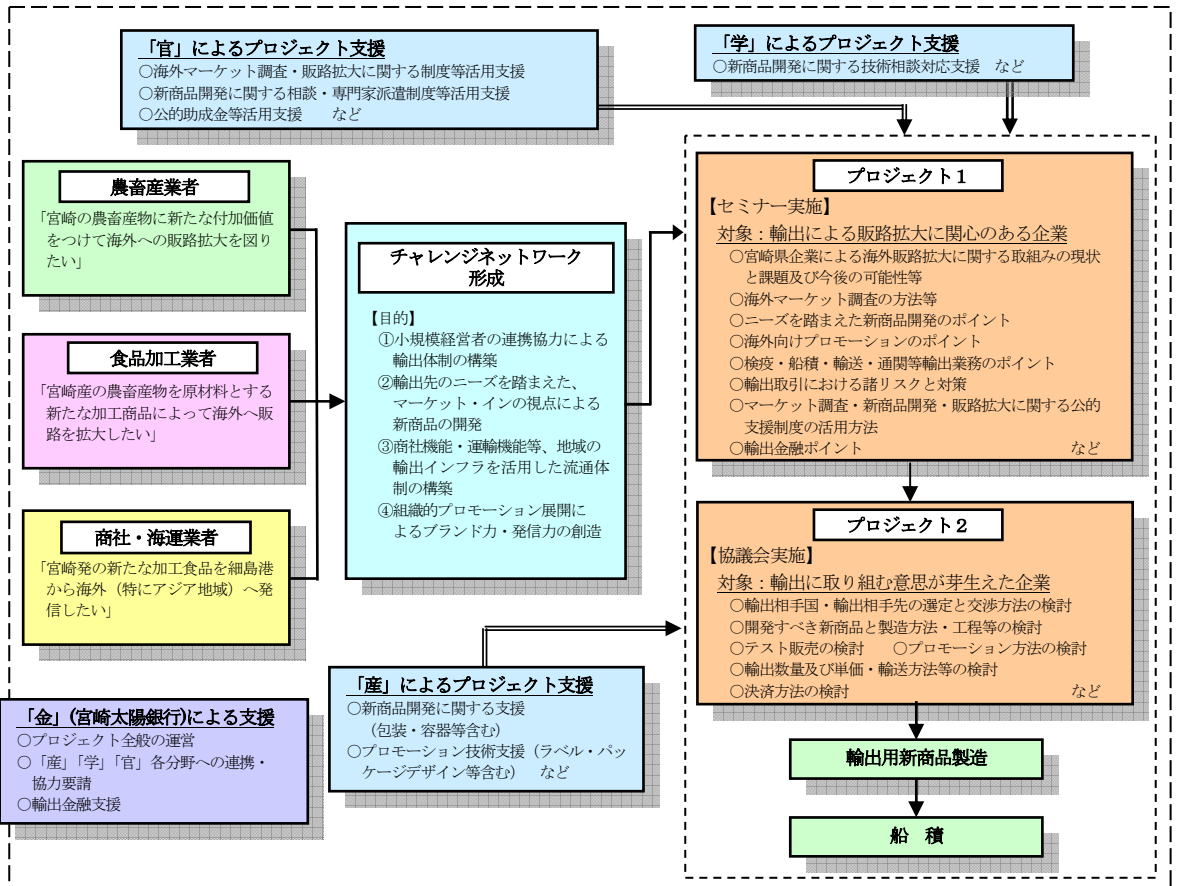 「官」によるプロジェクト支援
○海外マーケット調査・販路拡大に関する制度等活用支援
○新商品開発に関する相談・専門家派遣制度等活用支援
○公的助成金等活用支援　　など
「学」によるプロジェクト支援
○新商品開発に関する技術相談対応支援　など
農畜産業者
「宮崎の農畜産物に新たな付加価値
をつけて海外への販路拡大を図り
たい」
食品加工業者
「宮崎産の農畜産物を原材料とする
新たな加工商品によって海外へ販
路を拡大したい」
商社・海運業者
「宮崎発の新たな加工食品を細島港
から海外（特にアジア地域）へ発
信したい」
チャレンジネットワーク
形成
【目的】
①小規模経営者の連携協力による
輸出体制の構築
②輸出先のニーズを踏まえた、
マーケット・インの視点による
新商品の開発
③商社機能・運輸機能等、地域の
輸出インフラを活用した流通体
制の構築
④組織的プロモーション展開に
よるブランド力・発信力の創造
プロジェクト１
【セミナー実施】
対象：輸出による販路拡大に関心のある企業
○宮崎県企業による海外販路拡大に関する取組みの現状
と課題及び今後の可能性等
○海外マーケット調査の方法等
○ニーズを踏まえた新商品開発のポイント
○海外向けプロモーションのポイント
○検疫・船積・輸送・通関等輸出業務のポイント
○輸出取引における諸リスクと対策
○マーケット調査・新商品開発・販路拡大に関する公的
支援制度の活用方法
○輸出金融ポイント　　など
プロジェクト２
【協議会実施】
対象：輸出に取り組む意思が芽生えた企業
○輸出相手国・輸出相手先の選定と交渉方法の検討
○開発すべき新商品と製造方法・工程等の検討
○テスト販売の検討　　○プロモーション方法の検討
○輸出数量及び単価・輸送方法等の検討
○決済方法の検討　　など
輸出用新商品製造
船　積
「産」によるプロジェクト支援
○新商品開発に関する支援
（包装・容器等含む）
○プロモーション技術支援（ラベル・パッ
ケージデザイン等含む）　など
「金」(宮崎太陽銀行)による支援
○プロジェクト全般の運営
○「産」「学」「官」各分野への連携・
協力要請
○輸出金融支援